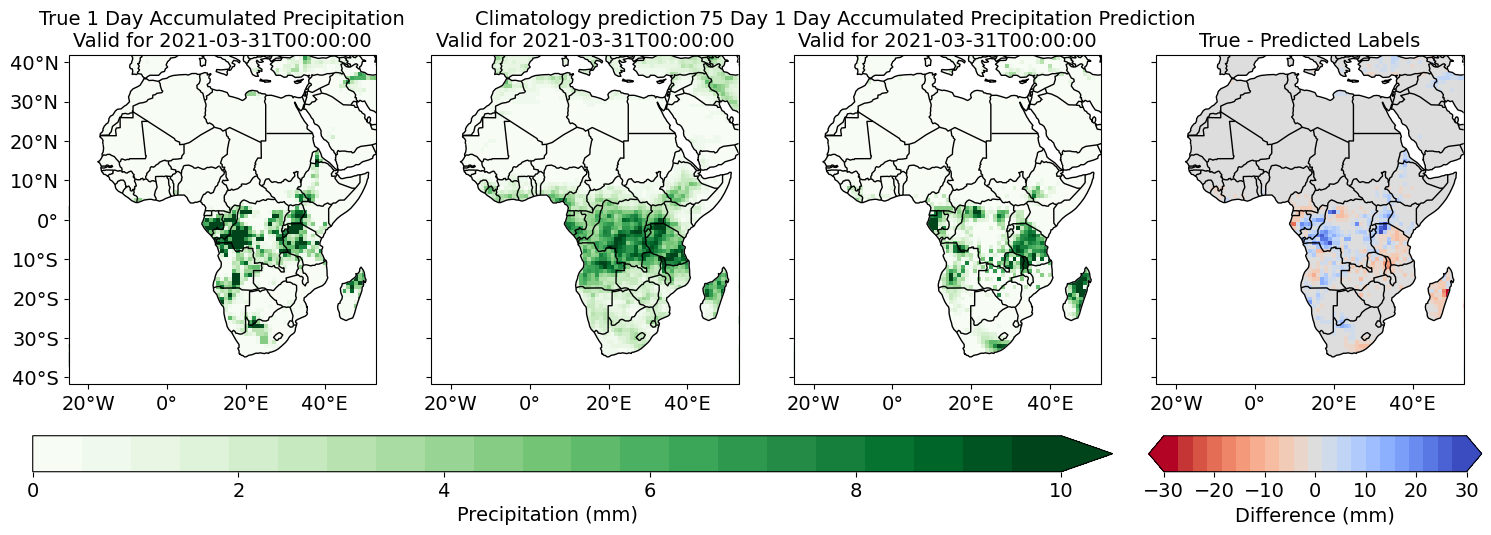 True 1 Day Accumulated Precipitation
Valid for 2021-03-31T00:00:00
Climatology prediction
Valid for 2021-03-31T00:00:00
75 Day 1 Day Accumulated Precipitation Prediction
Valid for 2021-03-31T00:00:00
True - Predicted Labels
40°N
30°N
20°N
10°N
0°
10°S
20°S
30°S
40°S
20°W 0° 20°E 40°E
20°W 0° 20°E 40°E
20°W 0° 20°E 40°E
20°W 0° 20°E 40°E
0 2 4 6 8 10
Precipitation (mm)
−30 −20 −10 0 10 20 30
Difference (mm)